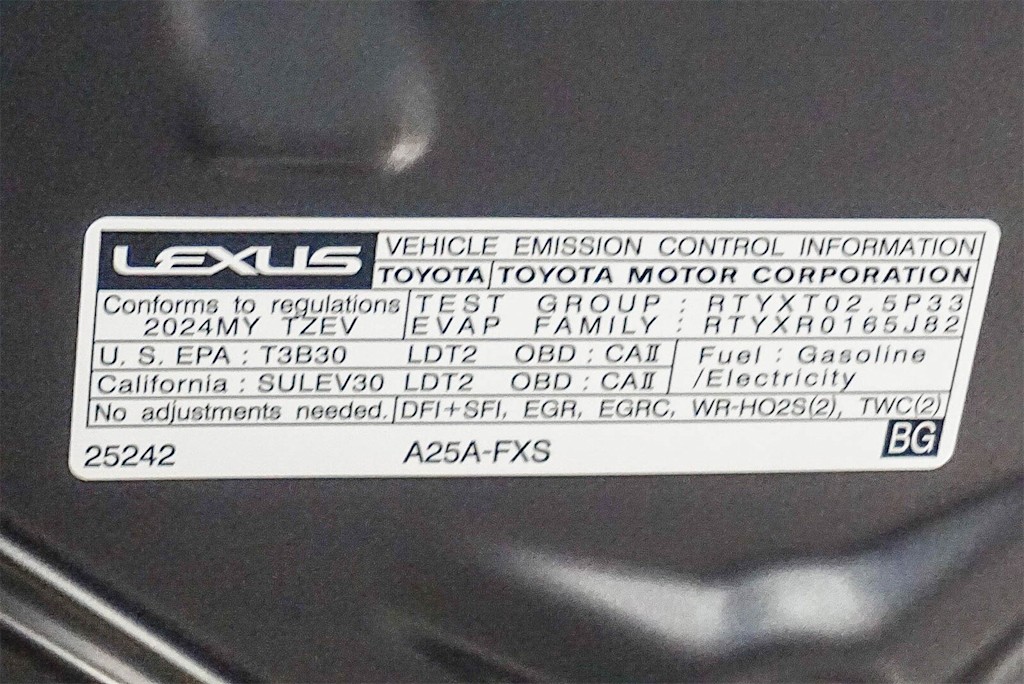 LEXUS VEHICLE EMISSION CONTROL INFORMATION
TOYOTA TOYOTA MOTOR CORPORATION
Conforms to regulations TEST GROUP : RTYXT02.5P33
2024MY TZEV EVAP FAMILY : RTYXR0165J82
U. S. EPA : T3B30 LDT2 OBD : CAⅡ Fuel : Gasoline
California : SULEV30 LDT2 OBD : CAⅡ /Electricity
No adjustments needed. DFI+SFI, EGR, EGRC, WR-HO2S(2), TWC(2)
25242 A25A-FXS BG